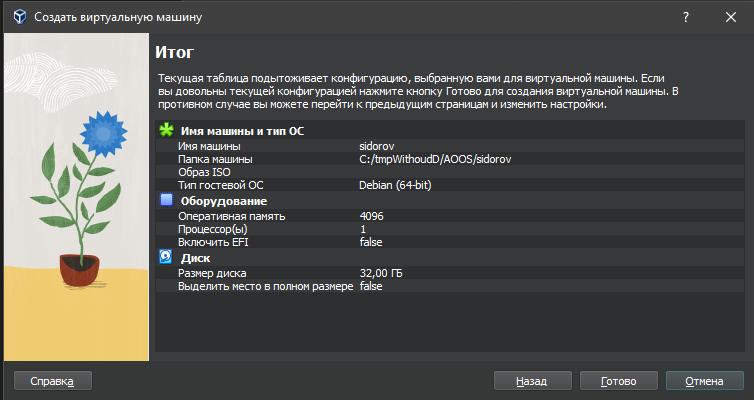 Создать виртуальную машину
Итог
Текущая таблица подытоживает конфигурацию, выбранную вами для виртуальной машины. Если
вы довольны текущей конфигурацией нажмите кнопку Готово для создания виртуальной машины. В
противном случае вы можете перейти к предыдущим страницам и изменить настройки.
Имя машины и тип ОС
Имя машины sidorov
Папка машины C:/tmpWithoudD/AOOS/sidorov
Образ ISO
Тип гостевой ОС Debian (64-bit)
Оборудование
Оперативная память 4096
Процессор(ы) 1
Включить EFI false
Диск
Размер диска 32,00 ГБ
Выделить место в полном размере false
Справка Назад Готово Отмена